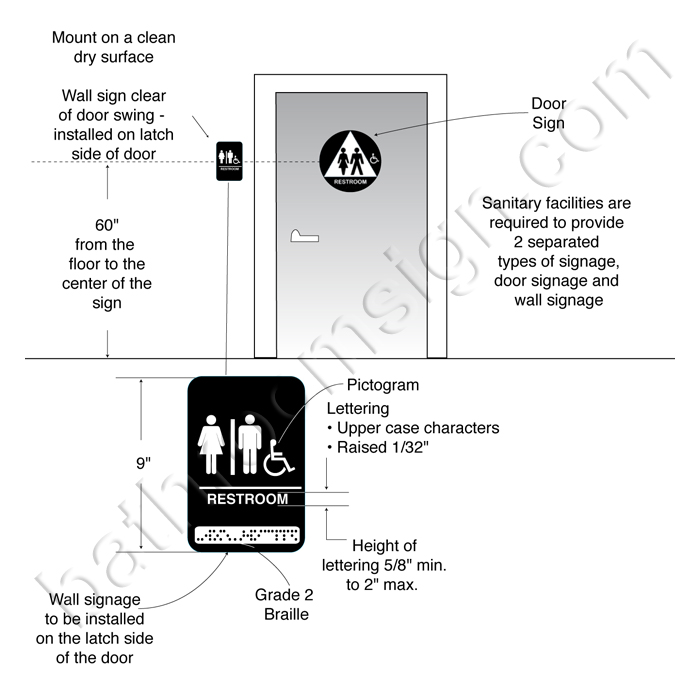 Mount on a clean
dry surface
Wall sign clear
of door swing -
installed on latch
side of door
RESTROOM
60"
from the
floor to the
center of the
sign
RESTROOM
Door
Sign
Sanitary facilities are
required to provide
2 separated
types of signage,
door signage and
wall signage
9"
Pictogram
Lettering
• Upper case characters
• Raised 1/32"
RESTROOM
Height of
lettering 5/8" min.
to 2" max.
Grade 2
Braille
Wall signage
to be installed
on the latch side
of the door
bathroomsign.com